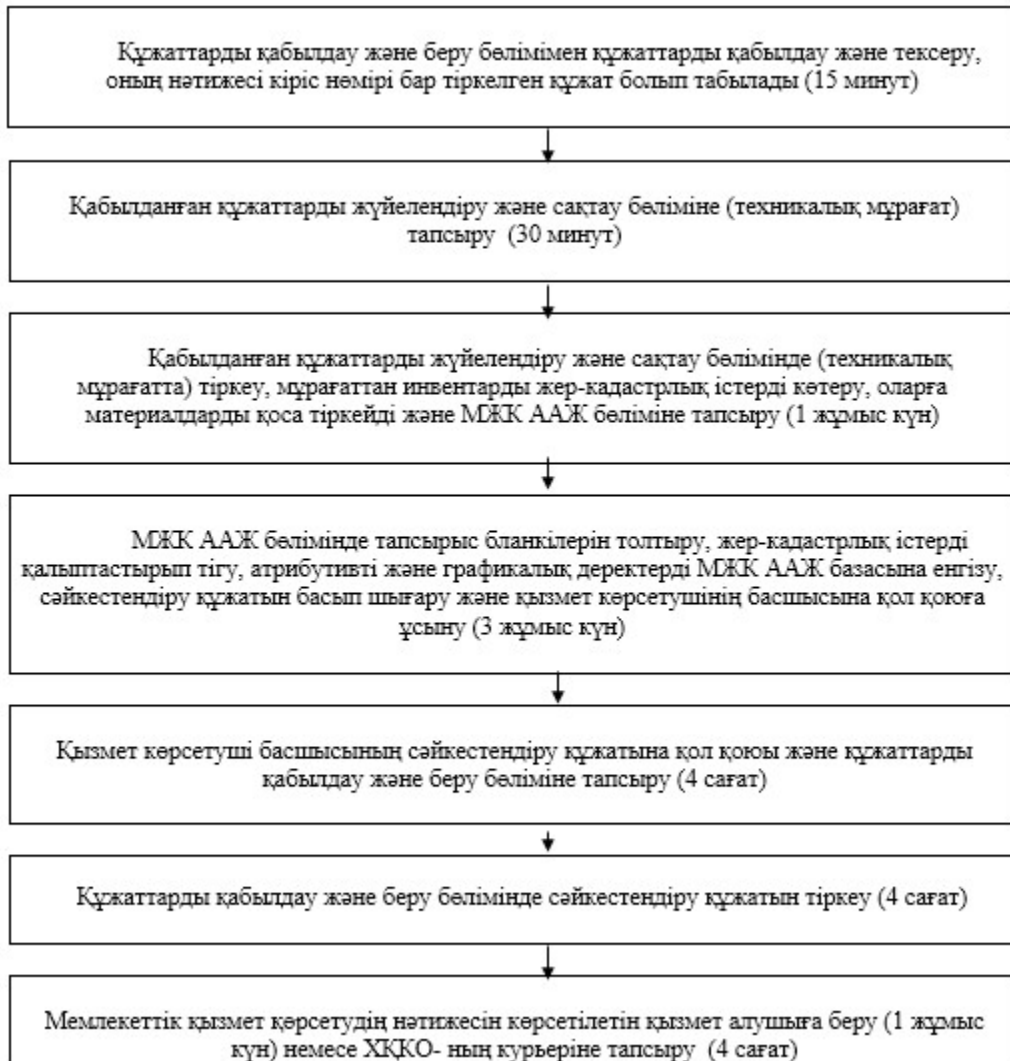 Құжаттарды қабылдау және беру бөлімімен құжаттарды қабылдау және тексеру,
оның нәтижесі кіріс нөмірі бар тіркелген құжат болып табылады (15 минут)
Қабылданған құжаттарды жүйелендіру және сақтау бөліміне (техникалық мұрағат)
тапсыру (30 минут)
Қабылданған құжаттарды жүйелендіру және сақтау бөлімінде (техникалық
мұрағатта) тіркеу, мұрағаттан инвентарды жер-кадастрлық істерді көтеру, оларға
материалдарды қоса тіркейді және МЖК ААЖ бөліміне тапсыру (1 жұмыс күн)
МЖК ААЖ бөлімінде тапсырыс бланкілерін толтыру, жер-кадастрлық істерді
қалыптастырып тігу, атрибутивті және графикалық деректерді МЖК ААЖ базасына енгізу,
сәйкестендіру құжатын басып шығару және қызмет көрсетушінің басшысына қол қоюға
ұсыну (3 жұмыс күн)
Қызмет көрсетуші басшысының сәйкестендіру құжатына қол қоюы және құжаттарды
қабылдау және беру бөліміне тапсыру (4 сағат)
Құжаттарды қабылдау және беру бөлімінде сәйкестендіру құжатын тіркеу (4 сағат)
Мемлекеттік қызмет қөрсетудің нәтижесін көрсетілетін қызмет алушыға беру (1 жұмыс
күн) немесе ХҚКО- ның курьеріне тапсыру (4 сағат)